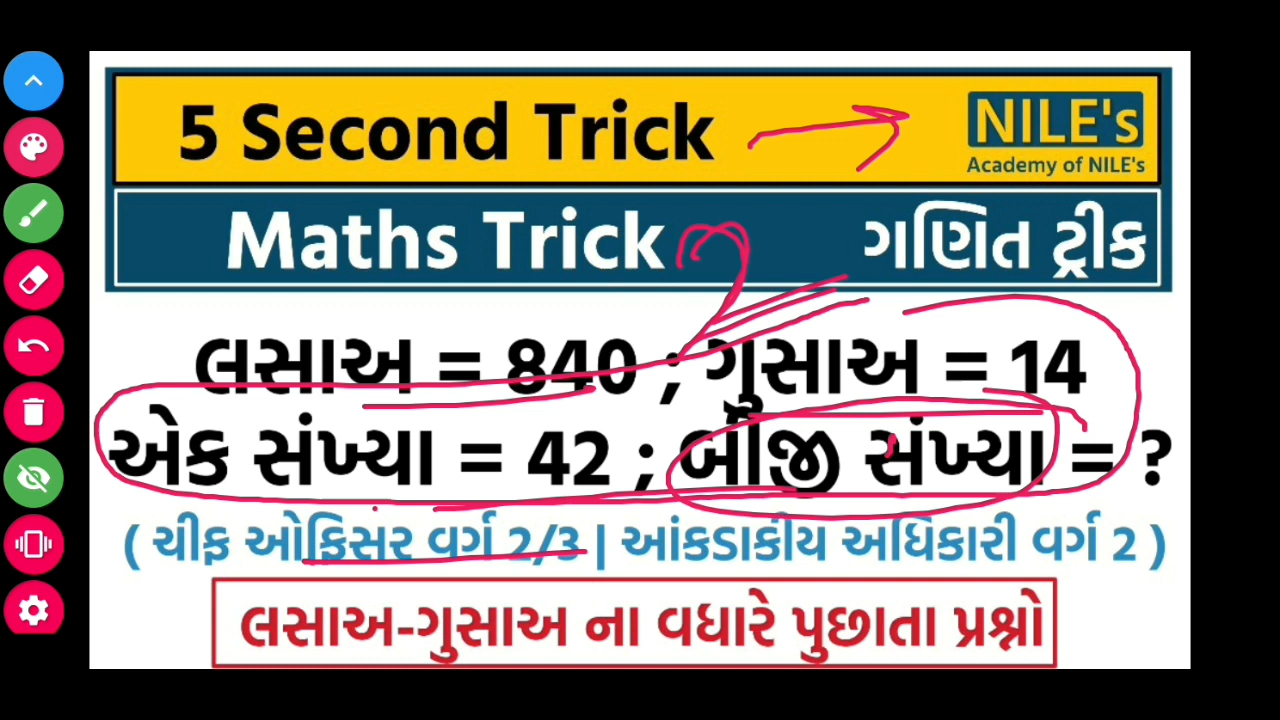 5 Second Trick
NILE's
Academy of NILE's
Maths Trick
ગણિત ટ્રીક
લસાઅ = 840 ; ગુસાઅ = 14
એક સંખ્યા = 42 ; બીજી સંખ્યા = ?
( ચીફ ઓફિસર વર્ગ 2/3 | આંકડાકીય અધિકારી વર્ગ 2 )
લસાઅ-ગુસાઅ ના વધારે પુછાતા પ્રશ્નો